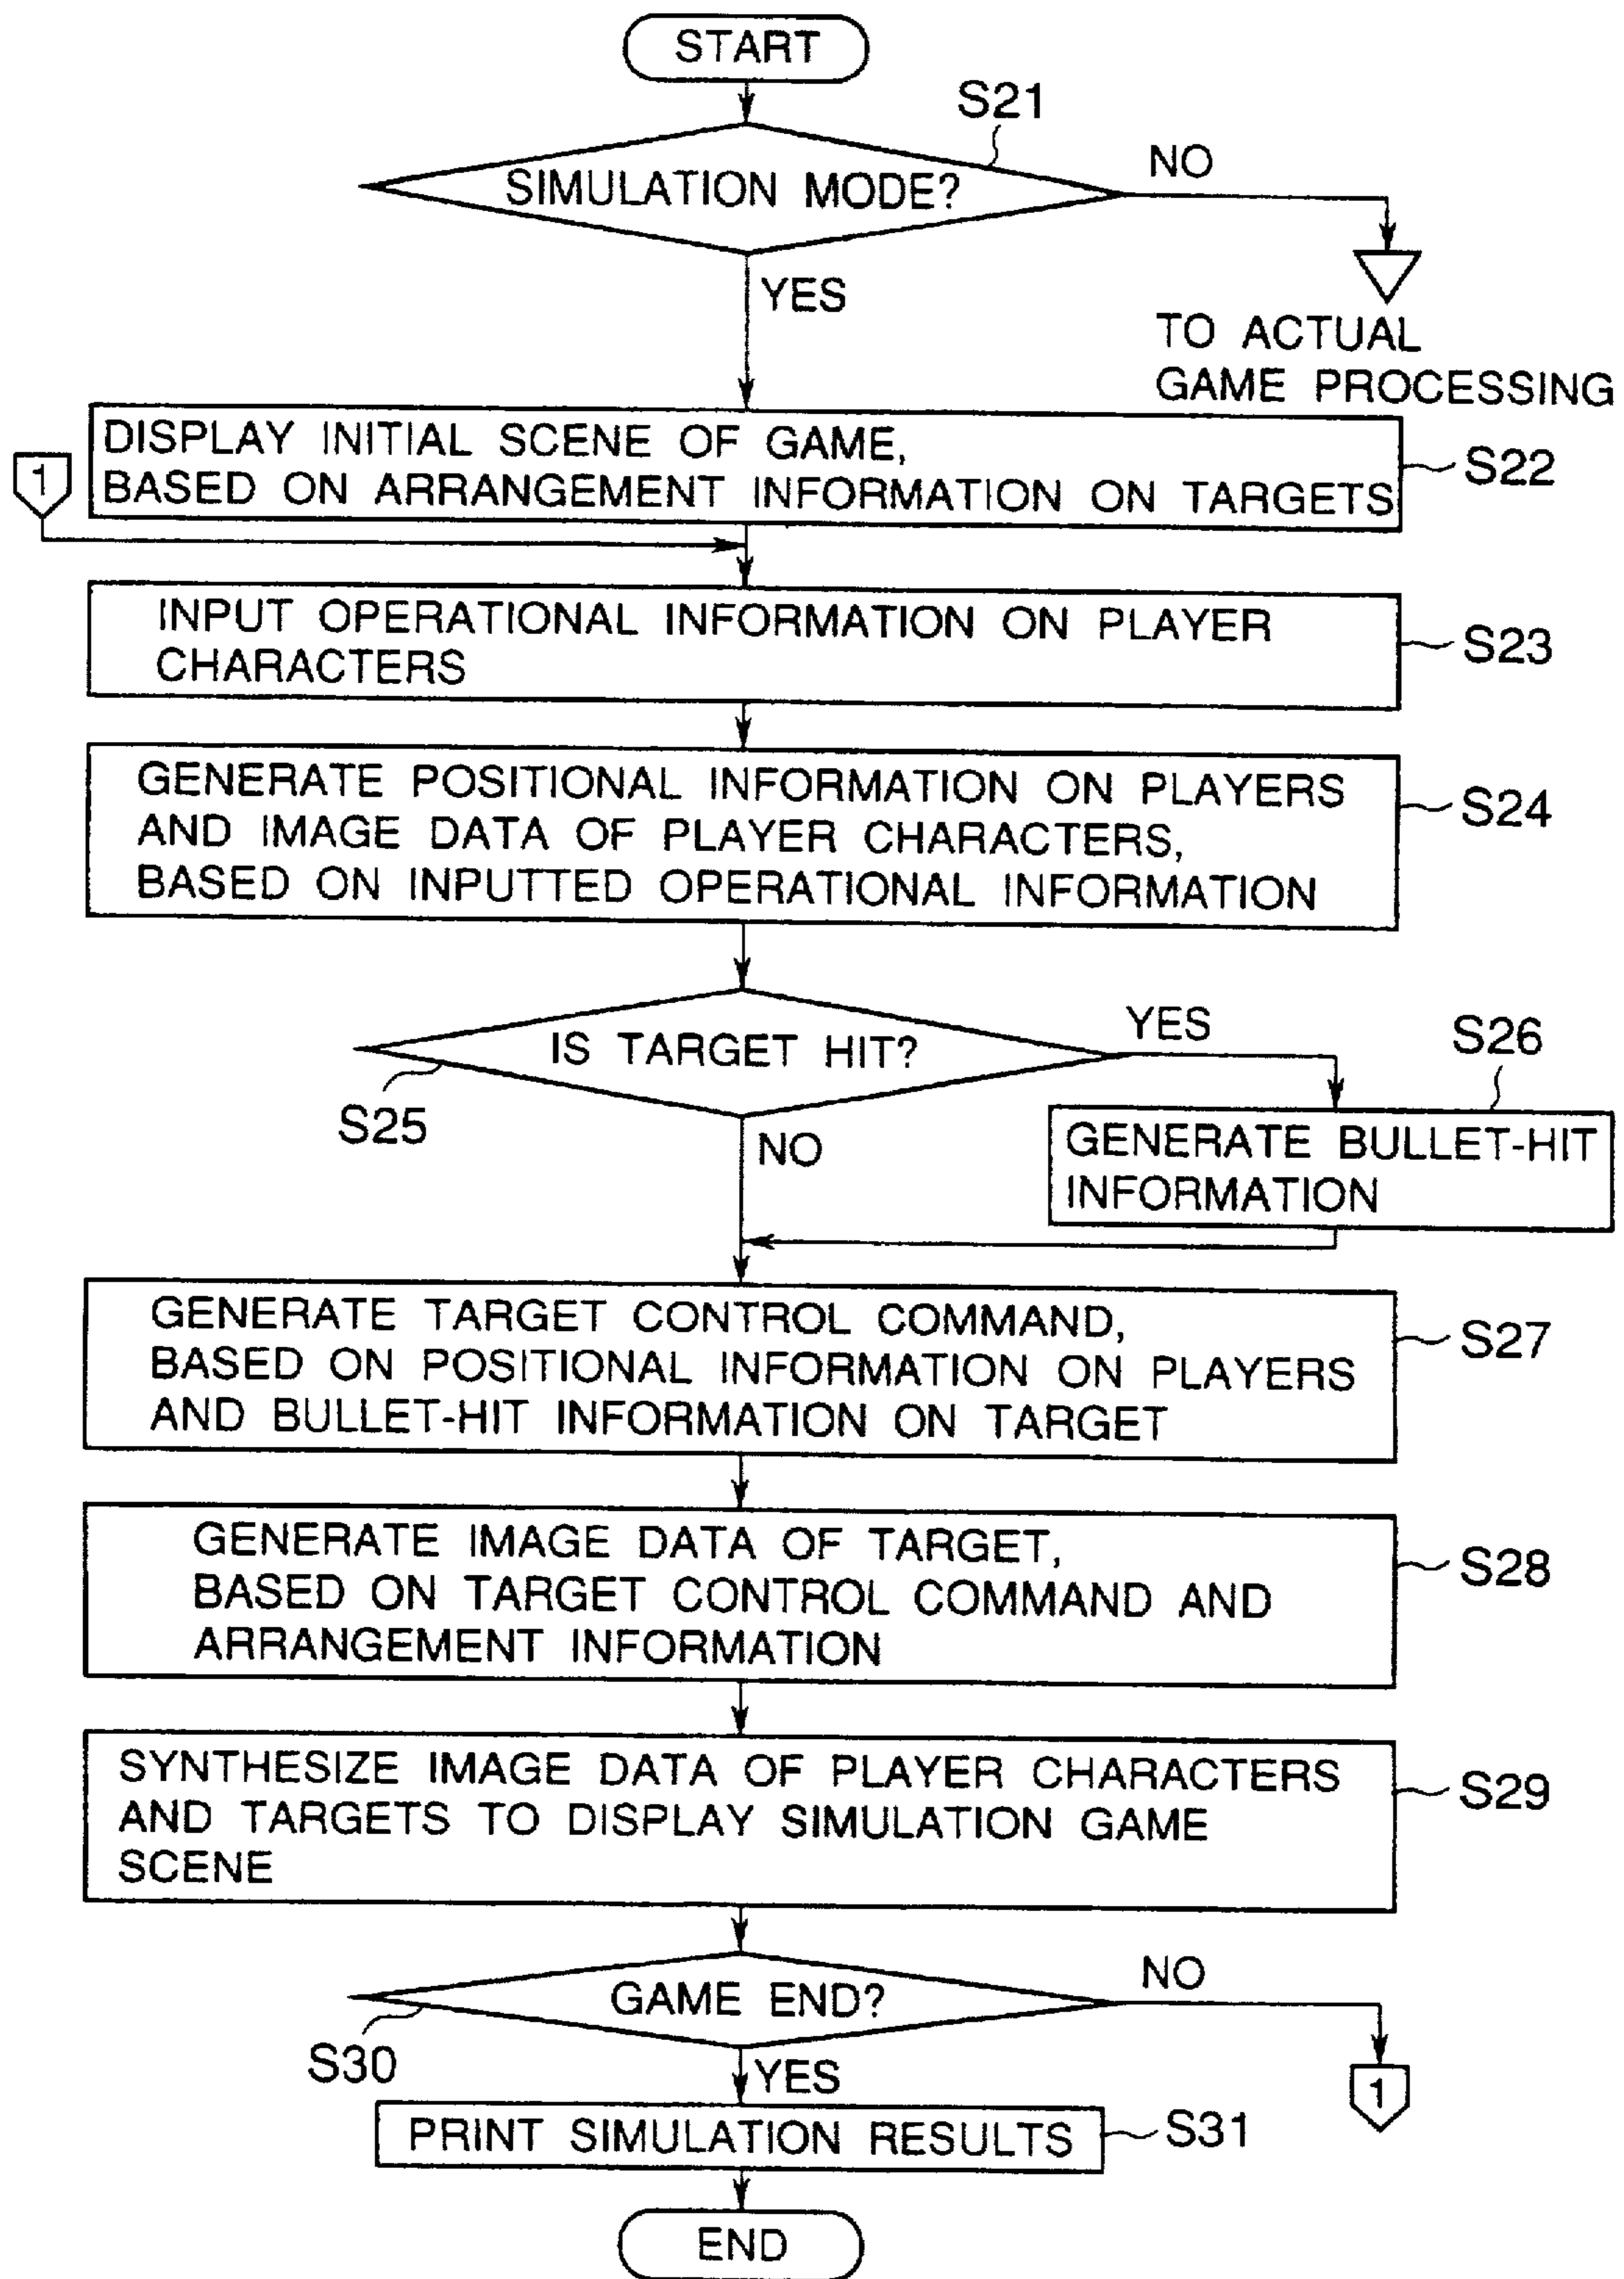 START
S21
SIMULATION MODE?
NO
YES
TO ACTUAL
GAME PROCESSING
DISPLAY INITIAL SCENE OF GAME,
BASED ON ARRANGEMENT INFORMATION ON TARGETS
S22
1
INPUT OPERATIONAL INFORMATION ON PLAYER
CHARACTERS
S23
GENERATE POSITIONAL INFORMATION ON PLAYERS
AND IMAGE DATA OF PLAYER CHARACTERS,
BASED ON INPUTTED OPERATIONAL INFORMATION
S24
IS TARGET HIT?
YES
S26
S25
NO
GENERATE BULLET-HIT
INFORMATION
GENERATE TARGET CONTROL COMMAND,
BASED ON POSITIONAL INFORMATION ON PLAYERS
AND BULLET-HIT INFORMATION ON TARGET
S27
GENERATE IMAGE DATA OF TARGET,
BASED ON TARGET CONTROL COMMAND AND
ARRANGEMENT INFORMATION
S28
SYNTHESIZE IMAGE DATA OF PLAYER CHARACTERS
AND TARGETS TO DISPLAY SIMULATION GAME
SCENE
S29
GAME END?
NO
S30
YES
1
PRINT SIMULATION RESULTS
S31
END